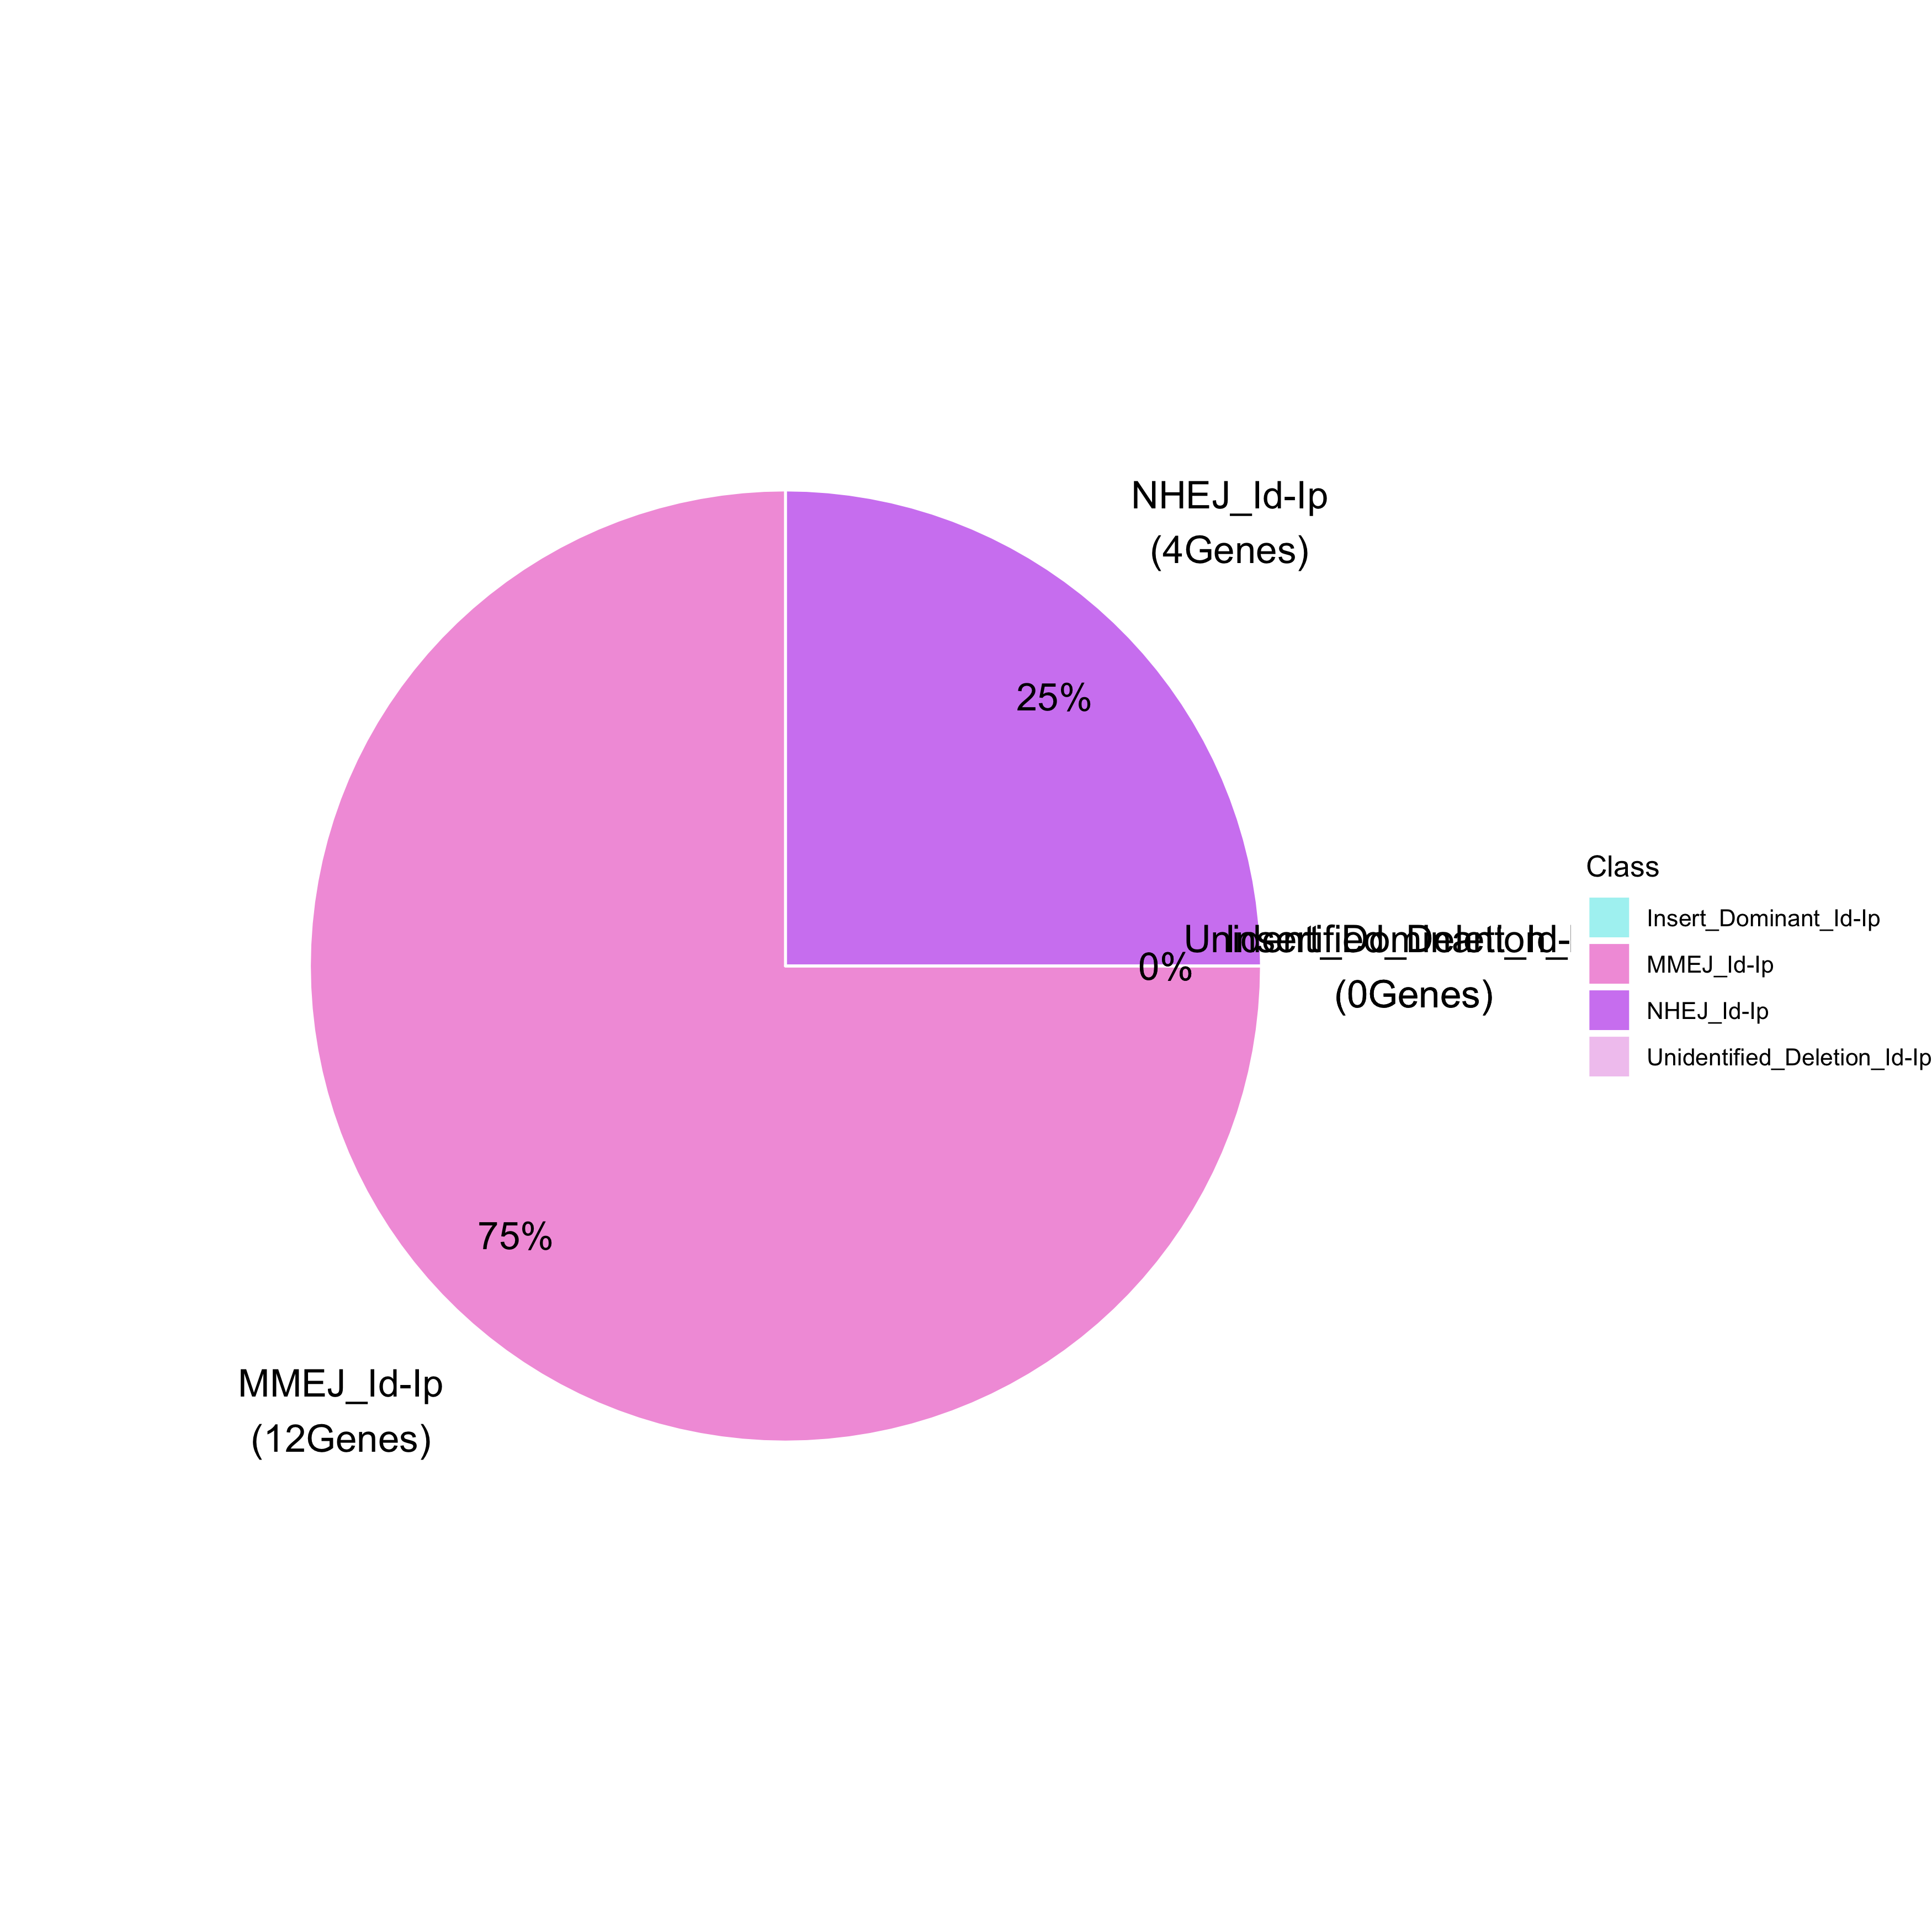 NHEJ_Id-Ip
(4Genes)
25%
0%
(0Genes)
75%
MMEJ_Id-Ip
(12Genes)
Class
Insert_Dominant_Id-Ip
MMEJ_Id-Ip
NHEJ_Id-Ip
Unidentified_Deletion_Id-Ip